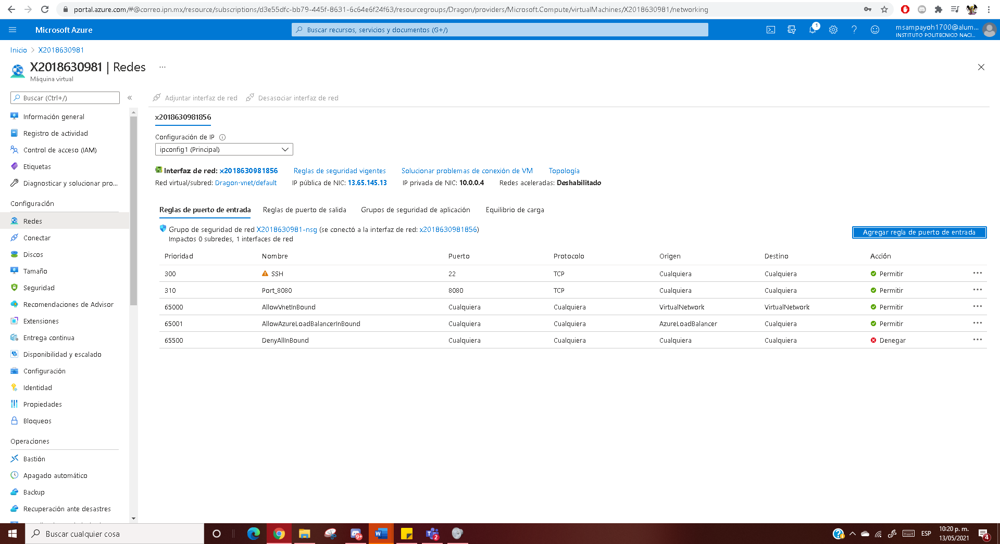 portal.azure.com/#@correo.ipn.mx/resource/subscriptions/d3e55dfc-bb79-445f-8631-6c64e6f24f63/resourcegroups/Dragon/providers/Microsoft.Compute/virtualMachines/X2018630981/networking
Microsoft Azure
Buscar recursos, servicios y documentos (G+/)
1
msampayoh1700@alum...
INSTITUTO POLITECNICO NACI...
Inicio > X2018630981
X2018630981 | Redes ...
Máquina virtual
Buscar (Ctrl+/)
«
Adjuntar interfaz de red
Desasociar interfaz de red
Información general
Registro de actividad
Control de acceso (IAM)
Etiquetas
Diagnosticar y solucionar pro...
Configuración
Redes
Conectar
Discos
Tamaño
Seguridad
Recomendaciones de Advisor
Extensiones
Entrega continua
Disponibilidad y escalado
Configuración
Identidad
Propiedades
Bloqueos
Operaciones
Bastión
Apagado automático
Backup
Recuperación ante desastres
x2018630981856
Configuración de IP
ipconfig1 (Principal)
Interfaz de red: x2018630981856 Reglas de seguridad vigentes Solucionar problemas de conexión de VM Topología
Red virtual/subred: Dragon-vnet/default IP pública de NIC: 13.65.145.13 IP privada de NIC: 10.0.0.4 Redes aceleradas: Deshabilitado
Reglas de puerto de entrada Reglas de puerto de salida Grupos de seguridad de aplicación Equilibrio de carga
Grupo de seguridad de red X2018630981-nsg (se conectó a la interfaz de red: x2018630981856)
Impactos 0 subredes, 1 interfaces de red
Agregar regla de puerto de entrada
Prioridad Nombre Puerto Protocolo Origen Destino Acción
300 SSH 22 TCP Cualquiera Cualquiera Permitir ...
310 Port_8080 8080 TCP Cualquiera Cualquiera Permitir ...
65000 AllowVnetInBound Cualquiera Cualquiera VirtualNetwork VirtualNetwork Permitir ...
65001 AllowAzureLoadBalancerInBound Cualquiera Cualquiera AzureLoadBalancer Cualquiera Permitir ...
65500 DenyAllInBound Cualquiera Cualquiera Cualquiera Cualquiera Denegar ...
Buscar cualquier cosa
9+
2
ESP
10:20 p. m.
13/05/2021
4